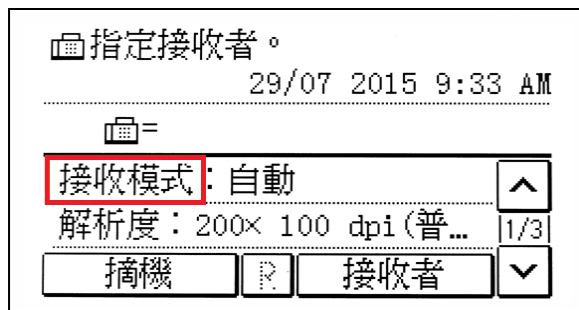 指定接收者。
29/07 2015 9:33 AM
=
接收模式：自動
解析度：200× 100 dpi(普…
1/3
摘機 R 接收者